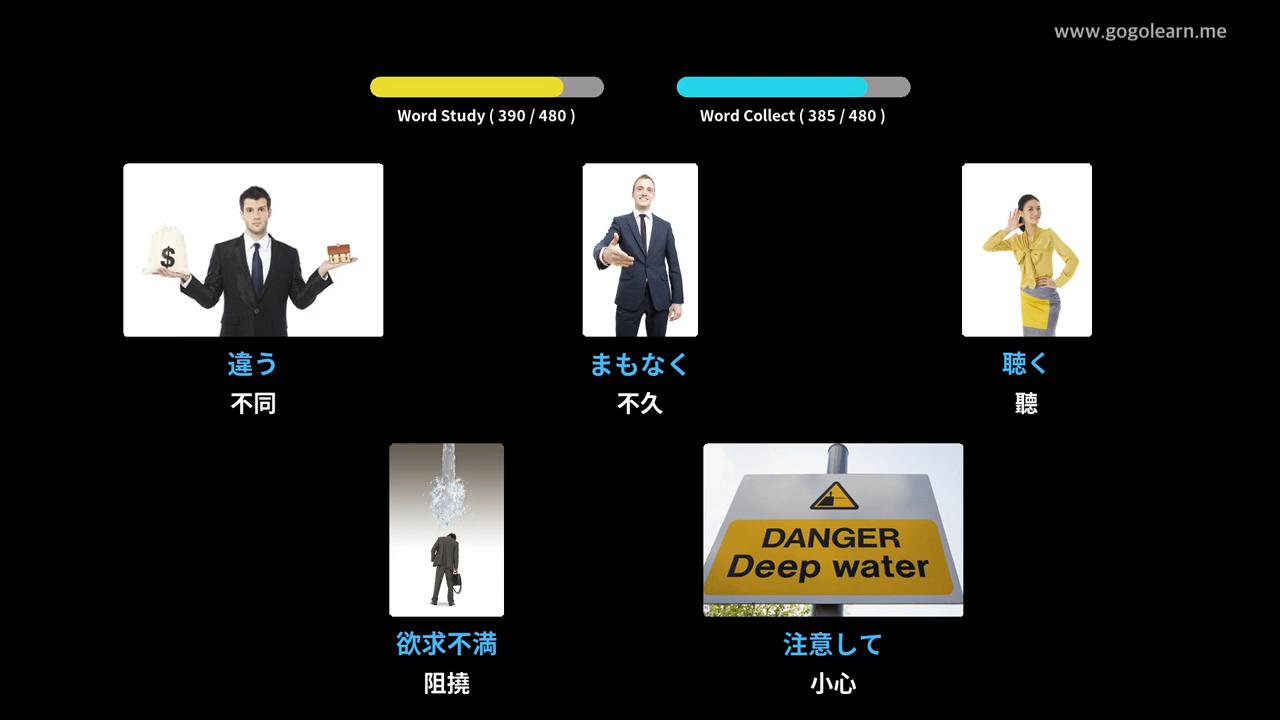 www.gogolearn.me
Word Study ( 390 / 480 )
Word Collect ( 385 / 480 )
$
違う
不同
まもなく
不久
聴く
聽
欲求不満
阻撓
DANGER
Deep water
注意して
小心